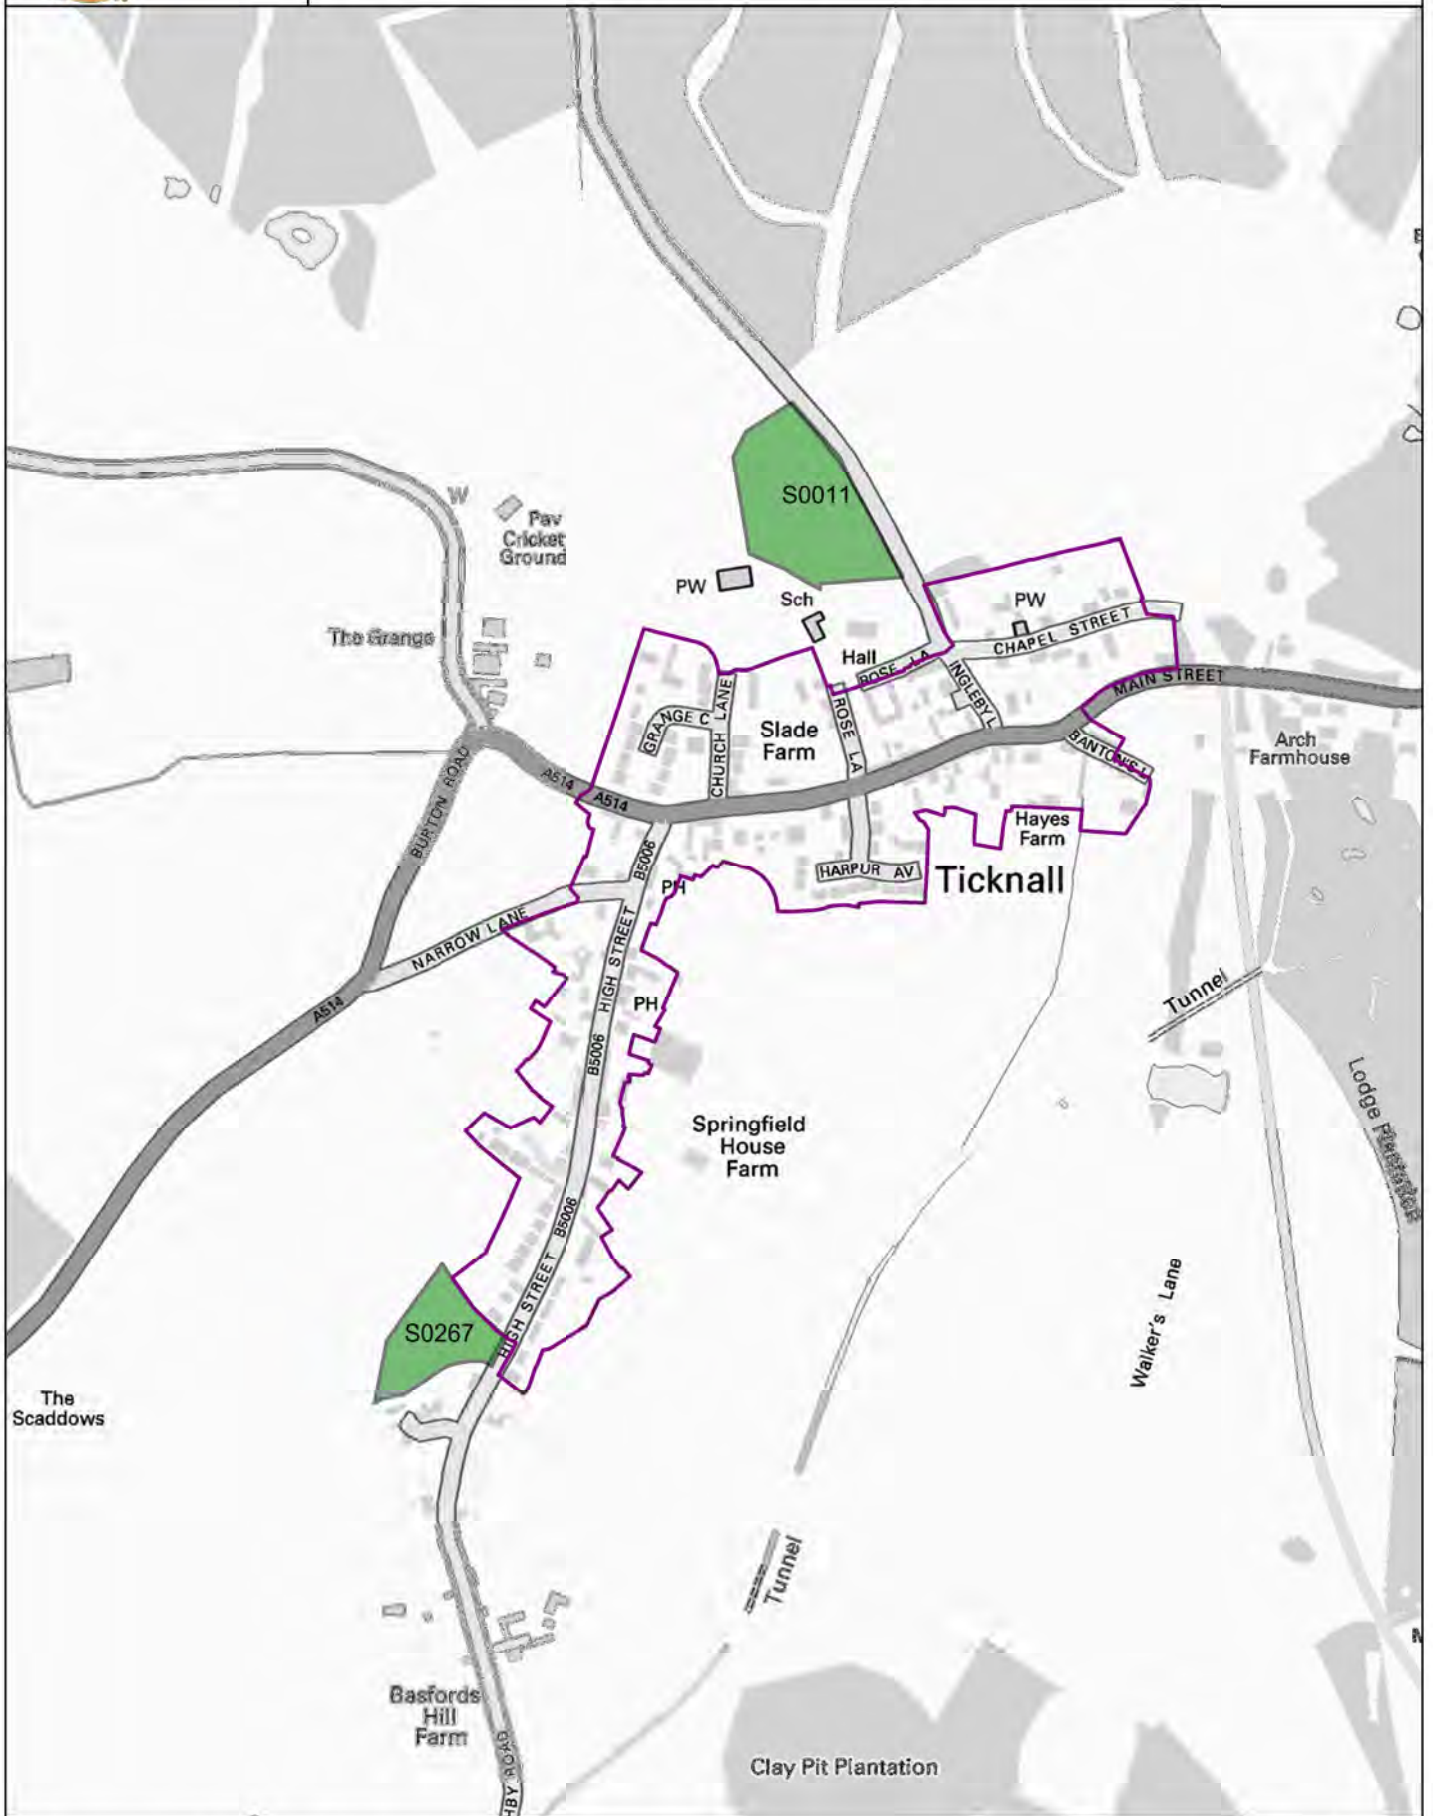 S0011
W
Pav
Cricket
Ground
PW
Sch
PW
The Grange
CHAPEL STREET
Hall
ROSE LA
INGLEBY L
MAIN STREET
GRANGE C
CHURCH LANE
Slade
Farm
ROSE LA
BANTON'S L
Arch
Farmhouse
BURTON ROAD
A514
A514
Hayes
Farm
B5006
HARPUR AV
Ticknall
PH
NARROW LANE
HIGH STREET
A514
PH
Tunnel
B5006
Lodge Plantation
Springfield
House
Farm
B5006
HIGH STREET
S0267
Walker's Lane
The
Scaddows
Tunnel
Basfords
Hill
Farm
HBY ROAD
Clay Pit Plantation